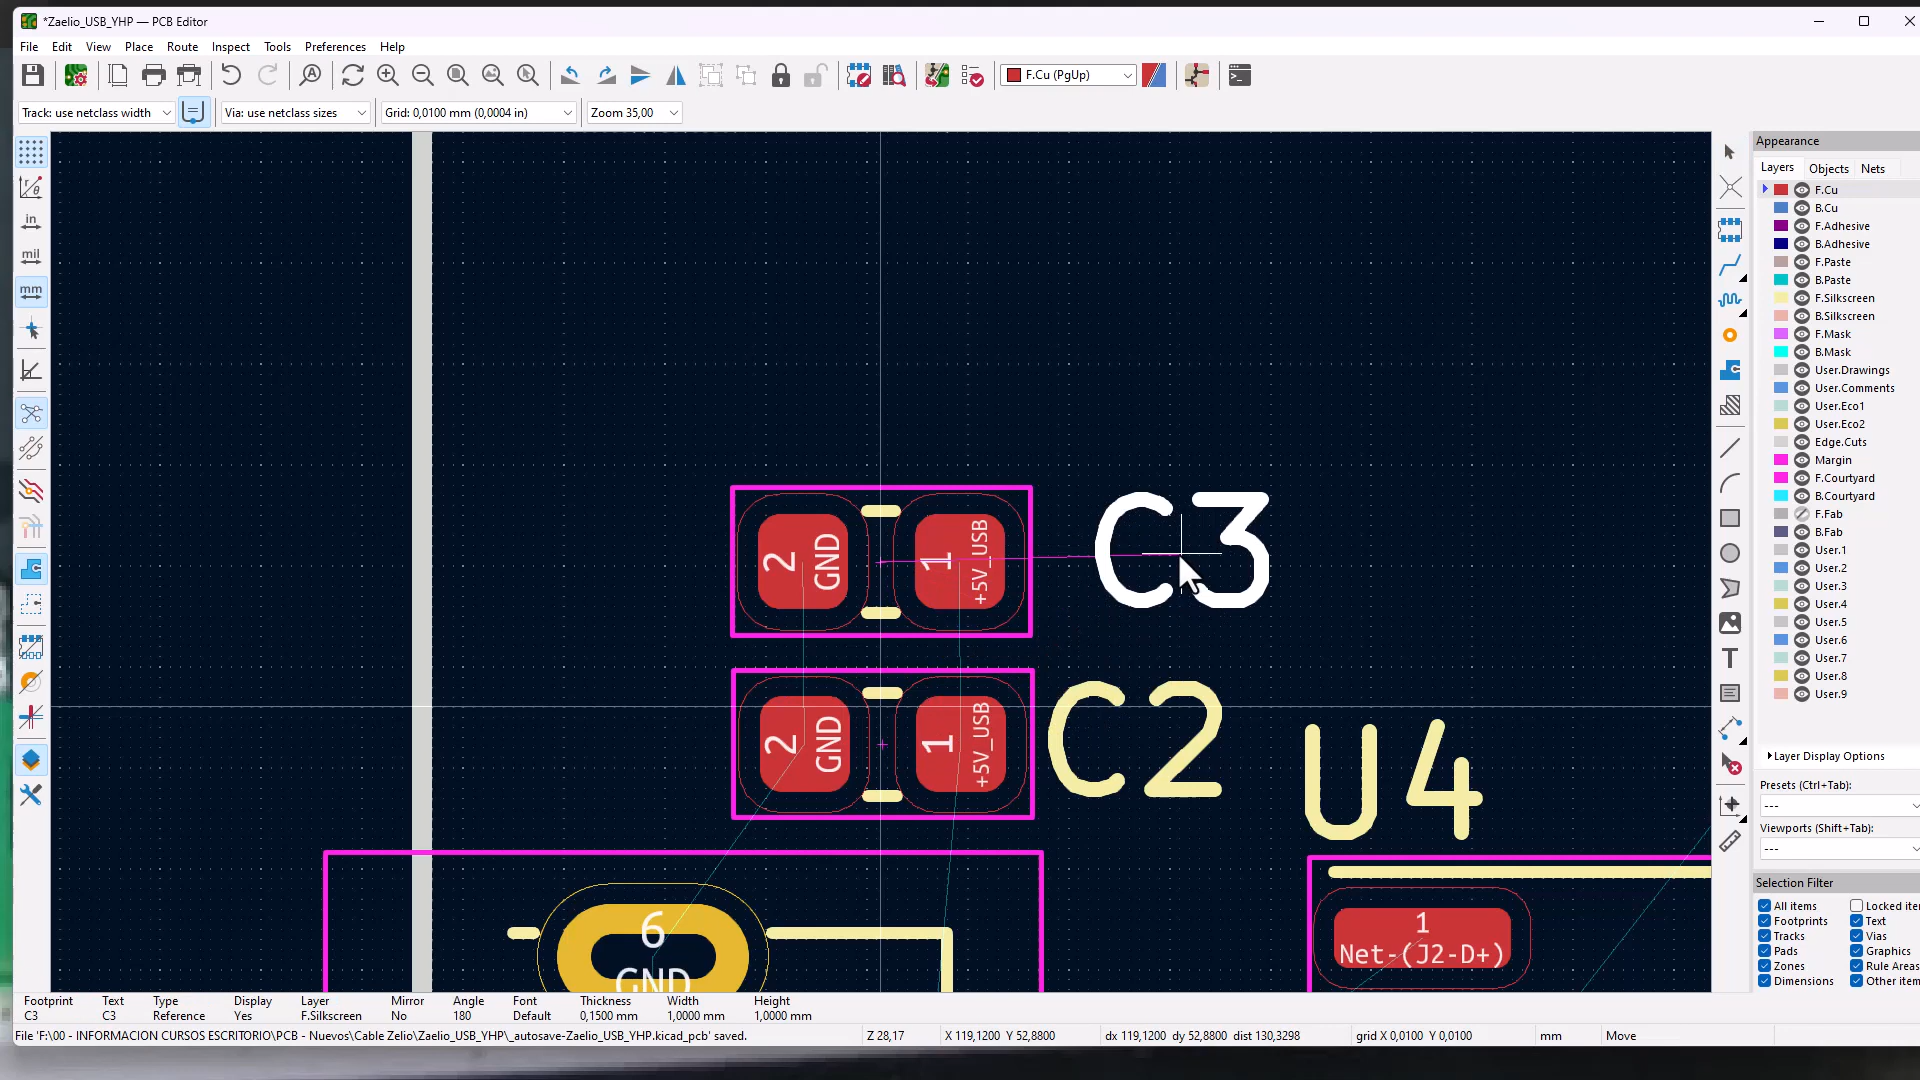 *Zaelio_USB_YHP — PCB Editor
File Edit View Place Route Inspect Tools Preferences Help
F.Cu (PgUp)
Track: use netclass width Via: use netclass sizes Grid: 0,0100 mm (0,0004 in) Zoom 35,00
in
mil
mm
Appearance
Layers Objects Nets
F.Cu
B.Cu
F.Adhesive
B.Adhesive
F.Paste
B.Paste
F.Silkscreen
B.Silkscreen
F.Mask
B.Mask
User.Drawings
User.Comments
User.Eco1
User.Eco2
Edge.Cuts
Margin
F.Courtyard
B.Courtyard
F.Fab
B.Fab
User.1
User.2
User.3
User.4
User.5
User.6
User.7
User.8
User.9
Layer Display Options
Presets (Ctrl+Tab):
---
Viewports (Shift+Tab):
---
Selection Filter
All items Locked iter
Footprints Text
Tracks Vias
Pads Graphics
Zones Rule Areas
Dimensions Other item
2 GND 1 +5V_USB C3
2 GND 1 +5V_USB C2
U4
6
GND
1
Net-(J2-D+)
Footprint Text Type Display Layer Mirror Angle Font Thickness Width Height
C3 C3 Reference Yes F.Silkscreen No 180 Default 0,1500 mm 1,0000 mm 1,0000 mm
File 'F:\00 - INFORMACION CURSOS ESCRITORIO\PCB - Nuevos\Cable Zelio\Zaelio_USB_YHP\_autosave-Zaelio_USB_YHP.kicad_pcb' saved. Z 28,17 X 119,1200 Y 52,8800 dx 119,1200 dy 52,8800 dist 130,3298 grid X 0,0100 Y 0,0100 mm Move